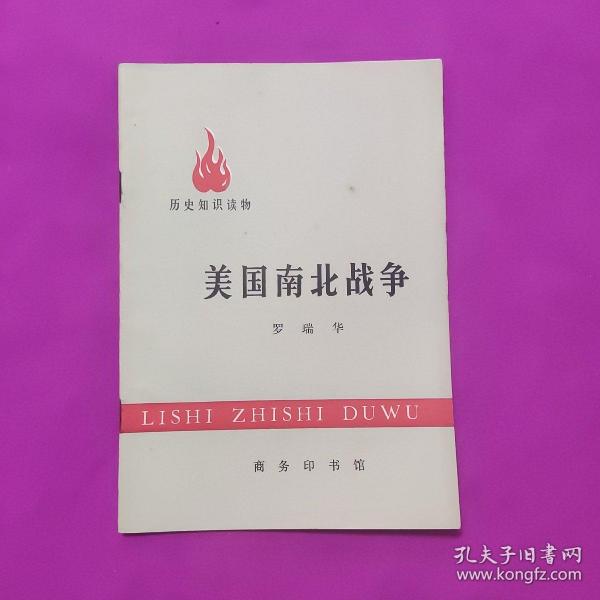 历史知识读物
美国南北战争
罗瑞华
LISHI ZHISHI DUWU
商务印书馆
孔夫子旧书网
www.kongfz.com